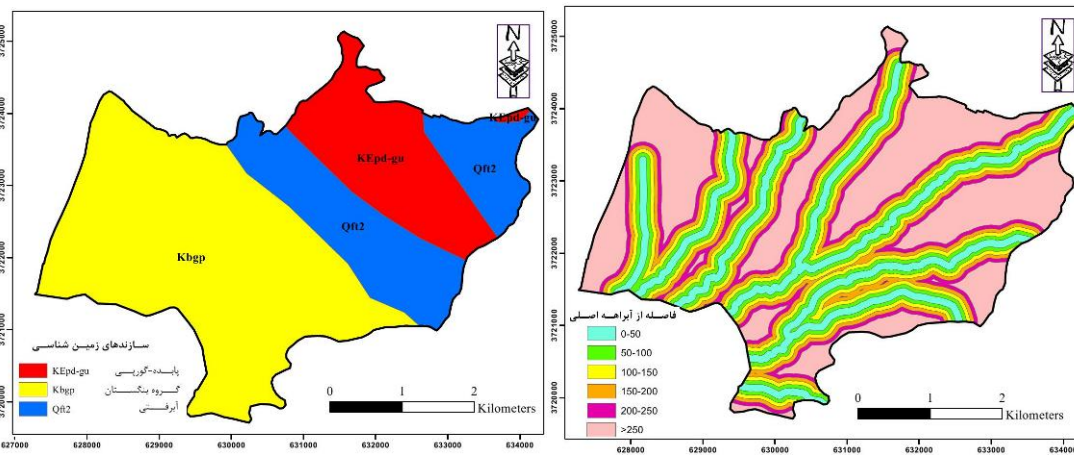 3725000
3724000
3723000
3722000
3721000
3720000
KEpd-gu
KEpd-gu
Qft2
Qft2
Kbgp
سازندهای زمین شناسی
KEpd-gu پابده-گورپی
Kbgp گروه بنگستان
Qft2 آبرفتی
0 1 2
Kilometers
627000 628000 629000 630000 631000 632000 633000 634000
N
3725000
3724000
3723000
3722000
3721000
3720000
فاصله از آبراهه اصلی
0-50
50-100
100-150
150-200
200-250
>250
0 1 2
Kilometers
628000 629000 630000 631000 632000 633000 63400
N